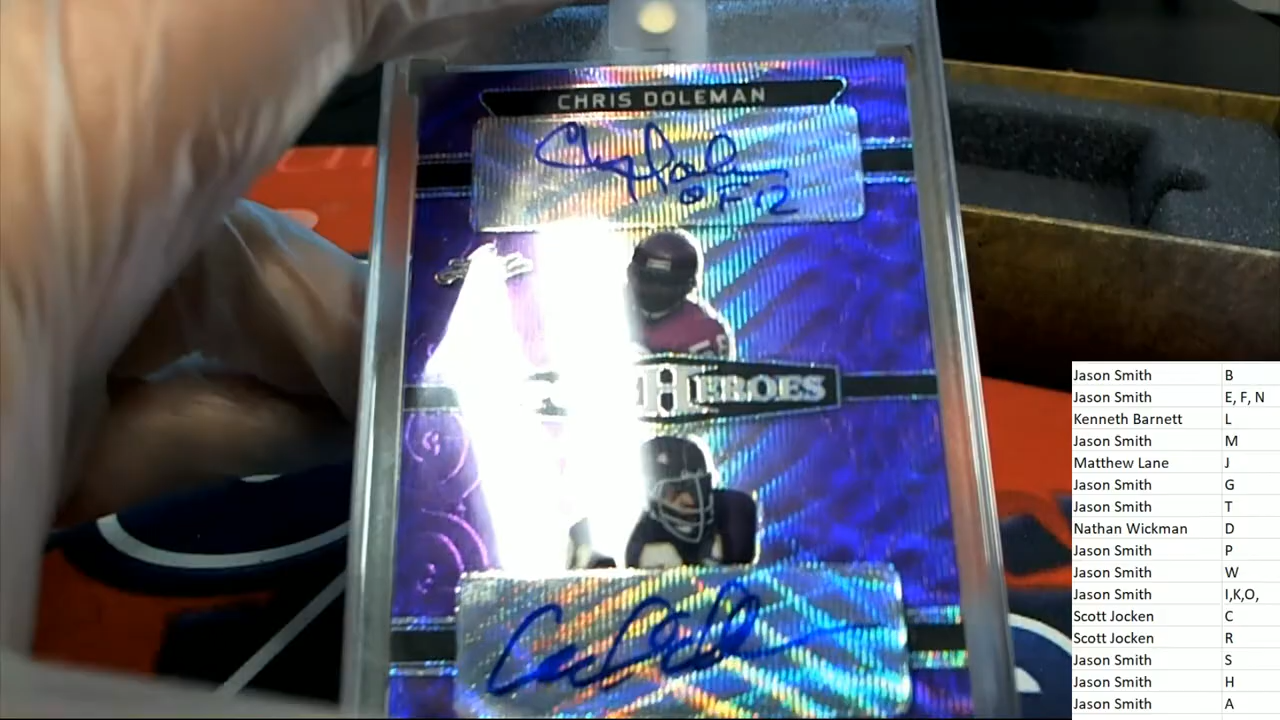 CHRIS DOLEMAN
HEROES
Jason Smith B
Jason Smith E, F, N
Kenneth Barnett L
Jason Smith M
Matthew Lane J
Jason Smith G
Jason Smith T
Nathan Wickman D
Jason Smith P
Jason Smith W
Jason Smith I,K,O,
Scott Jocken C
Scott Jocken R
Jason Smith S
Jason Smith H
Jason Smith A